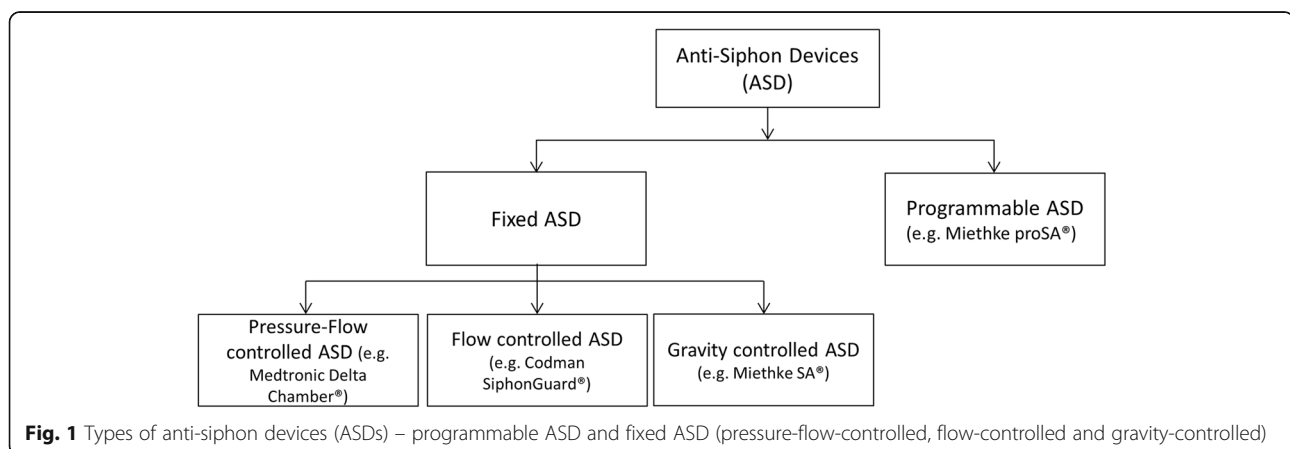 Anti-Siphon Devices
(ASD)
Fixed ASD
Programmable ASD
(e.g. Miethke proSA®)
Pressure-Flow
controlled ASD (e.g.
Medtronic Delta
Chamber®)
Flow controlled ASD
(e.g. Codman
SiphonGuard®)
Gravity controlled ASD
(e.g. Miethke SA®)
Fig. 1 Types of anti-siphon devices (ASDs) – programmable ASD and fixed ASD (pressure-flow-controlled, flow-controlled and gravity-controlled)